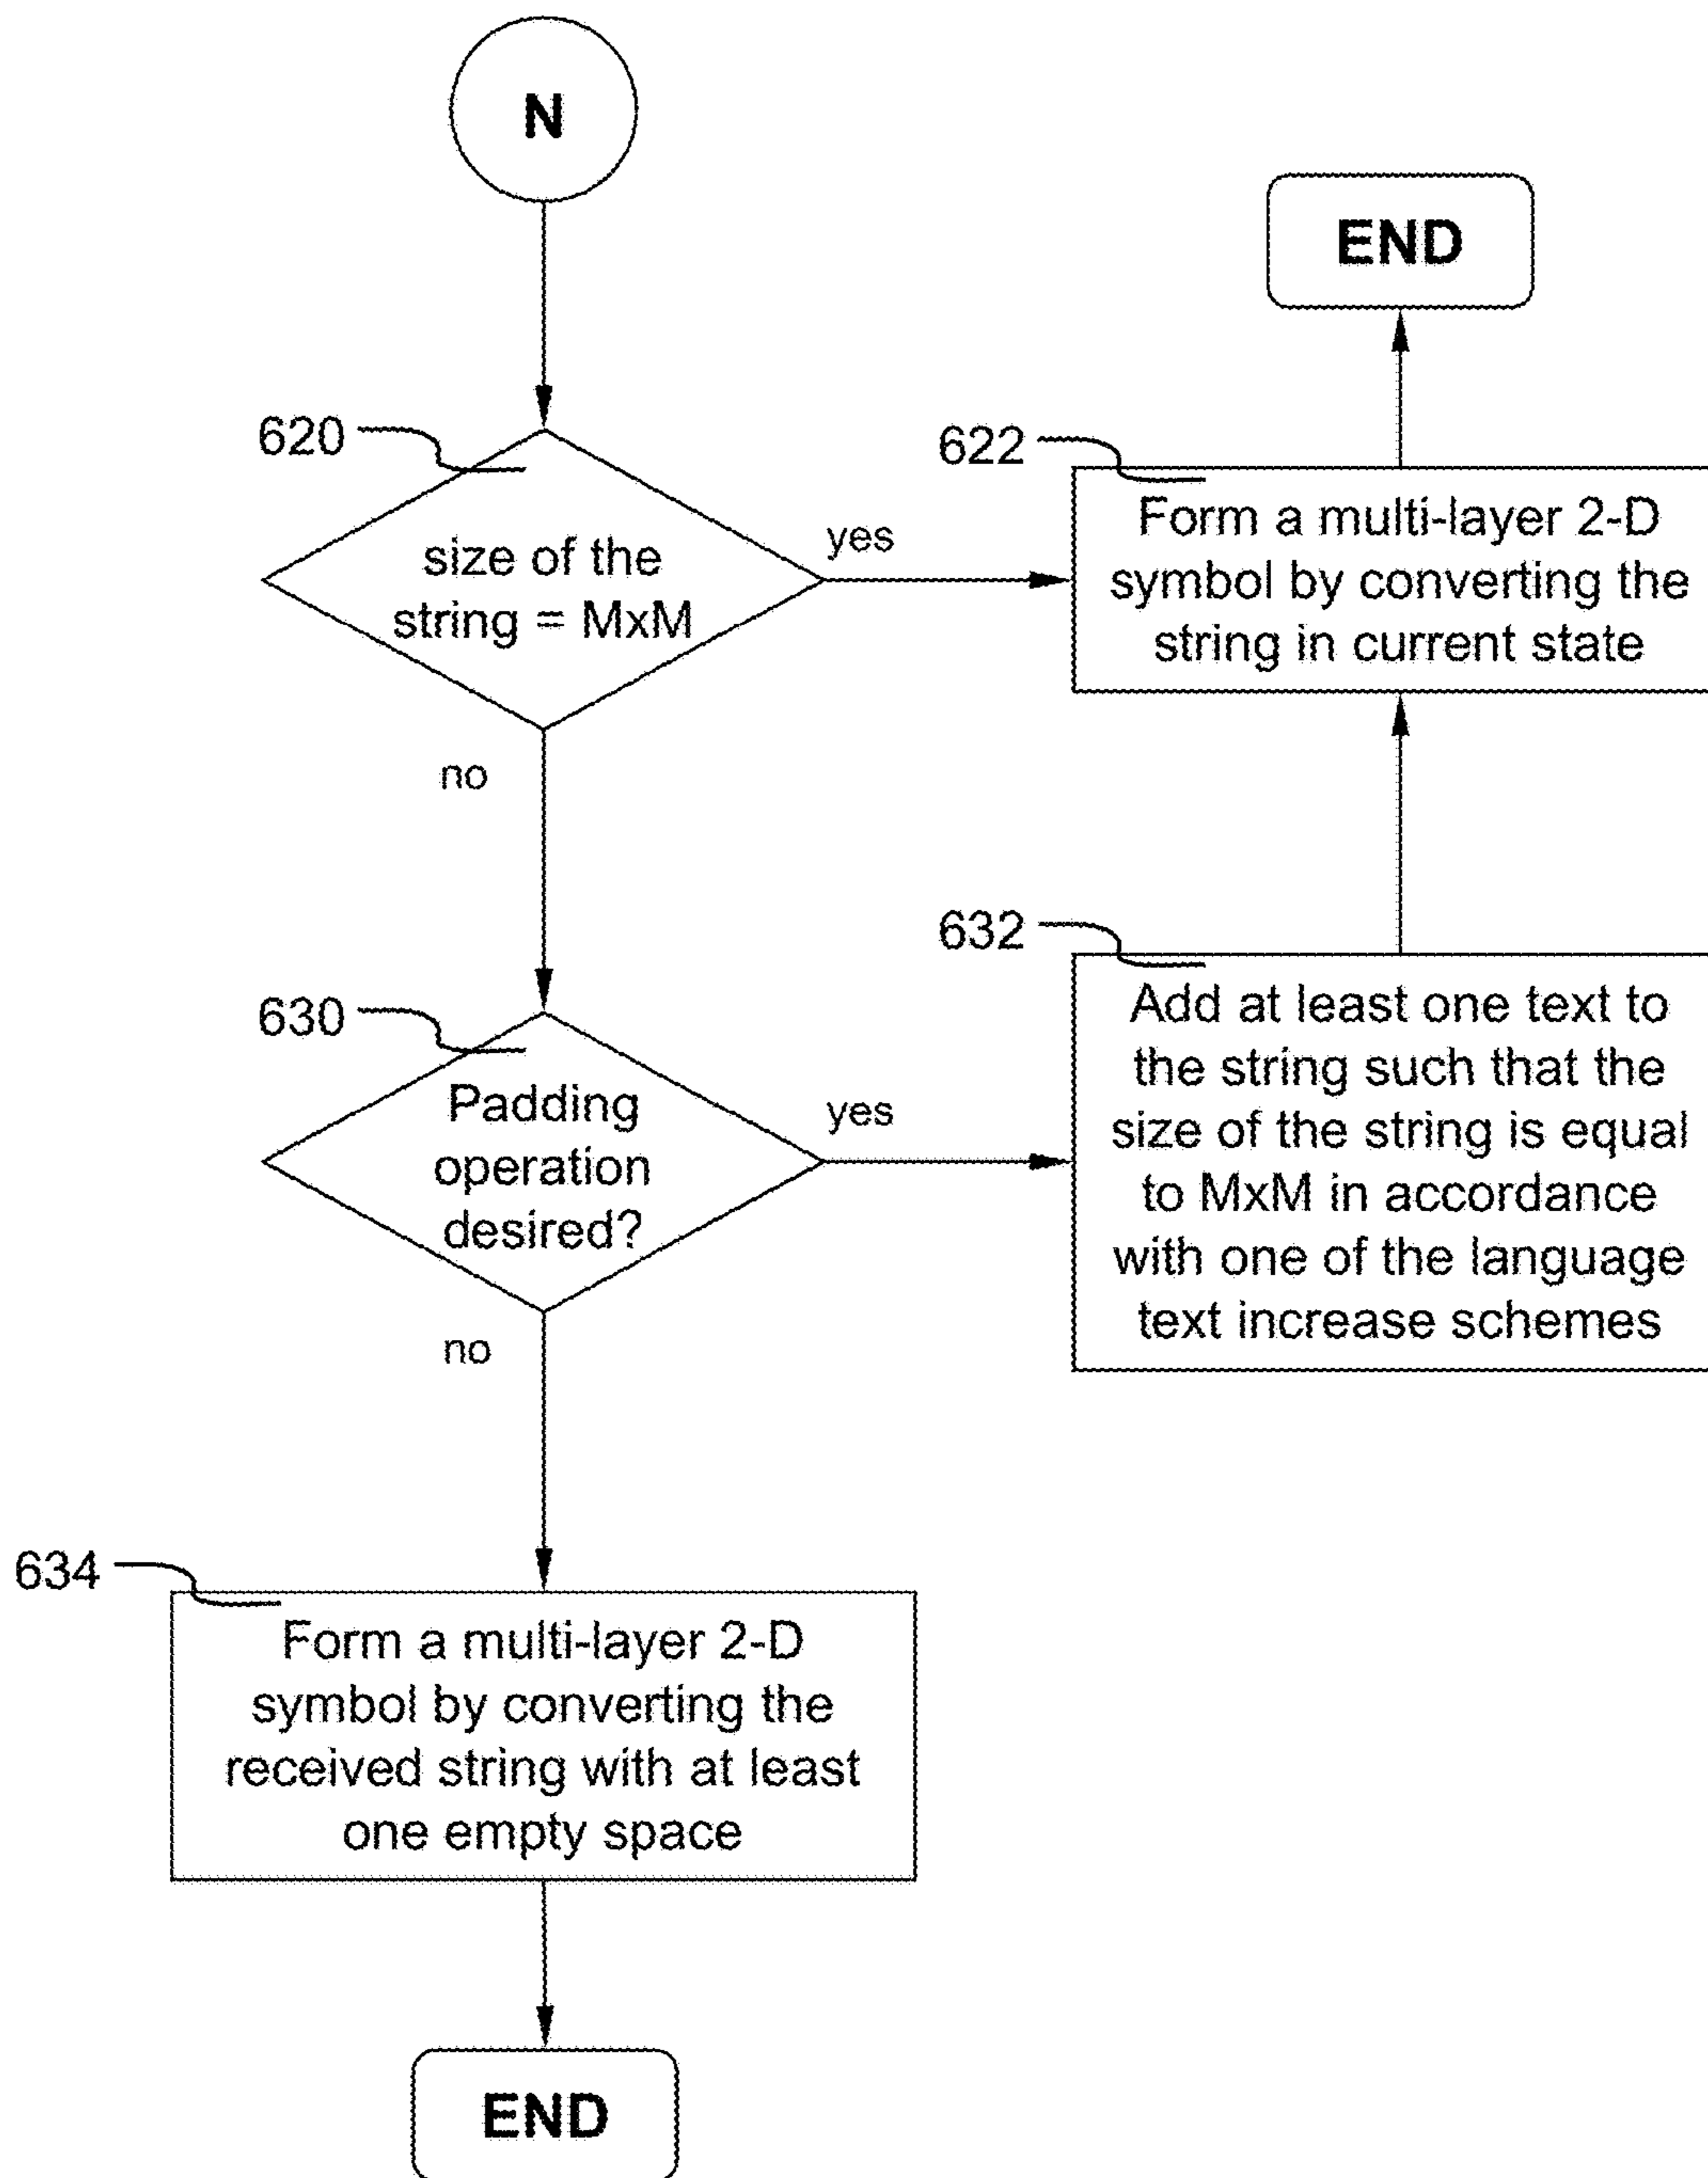 N
END
620
size of the
string = MxM
yes
622
Form a multi-layer 2-D
symbol by converting the
string in current state
no
630
Padding
operation
desired?
yes
632
Add at least one text to
the string such that the
size of the string is equal
to MxM in accordance
with one of the language
text increase schemes
no
634
Form a multi-layer 2-D
symbol by converting the
received string with at least
one empty space
END